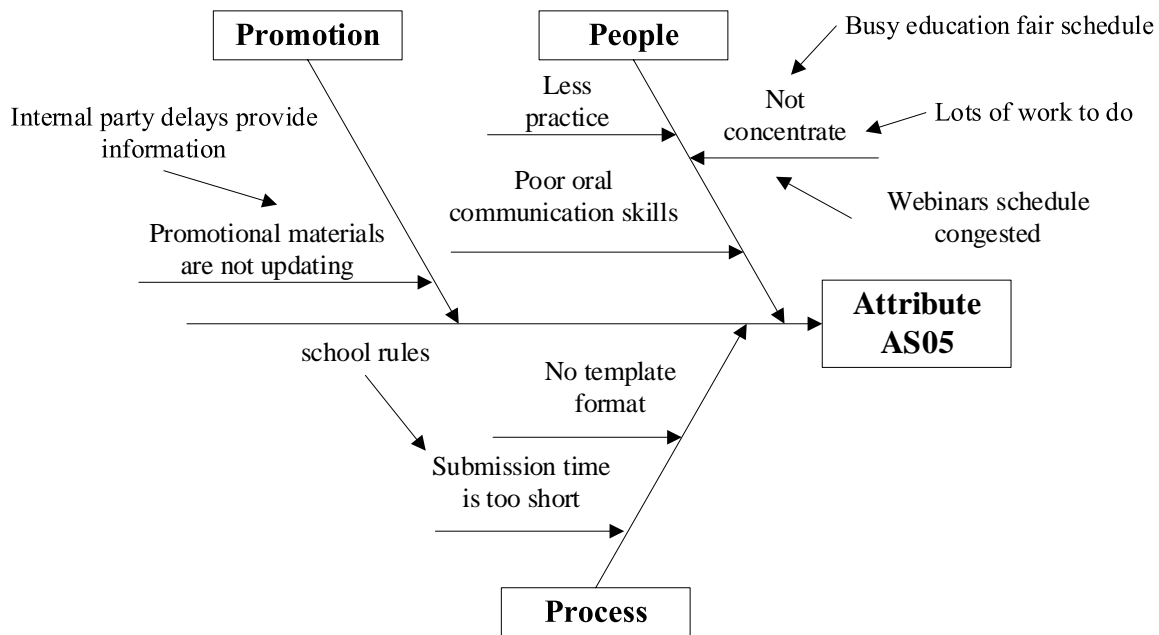 Promotion
People
Busy education fair schedule
Less
practice
Not
concentrate
Lots of work to do
Internal party delays provide
information
Poor oral
communication skills
Webinars schedule
congested
Promotional materials
are not updating
Attribute
AS05
school rules
No template
format
Submission time
is too short
Process